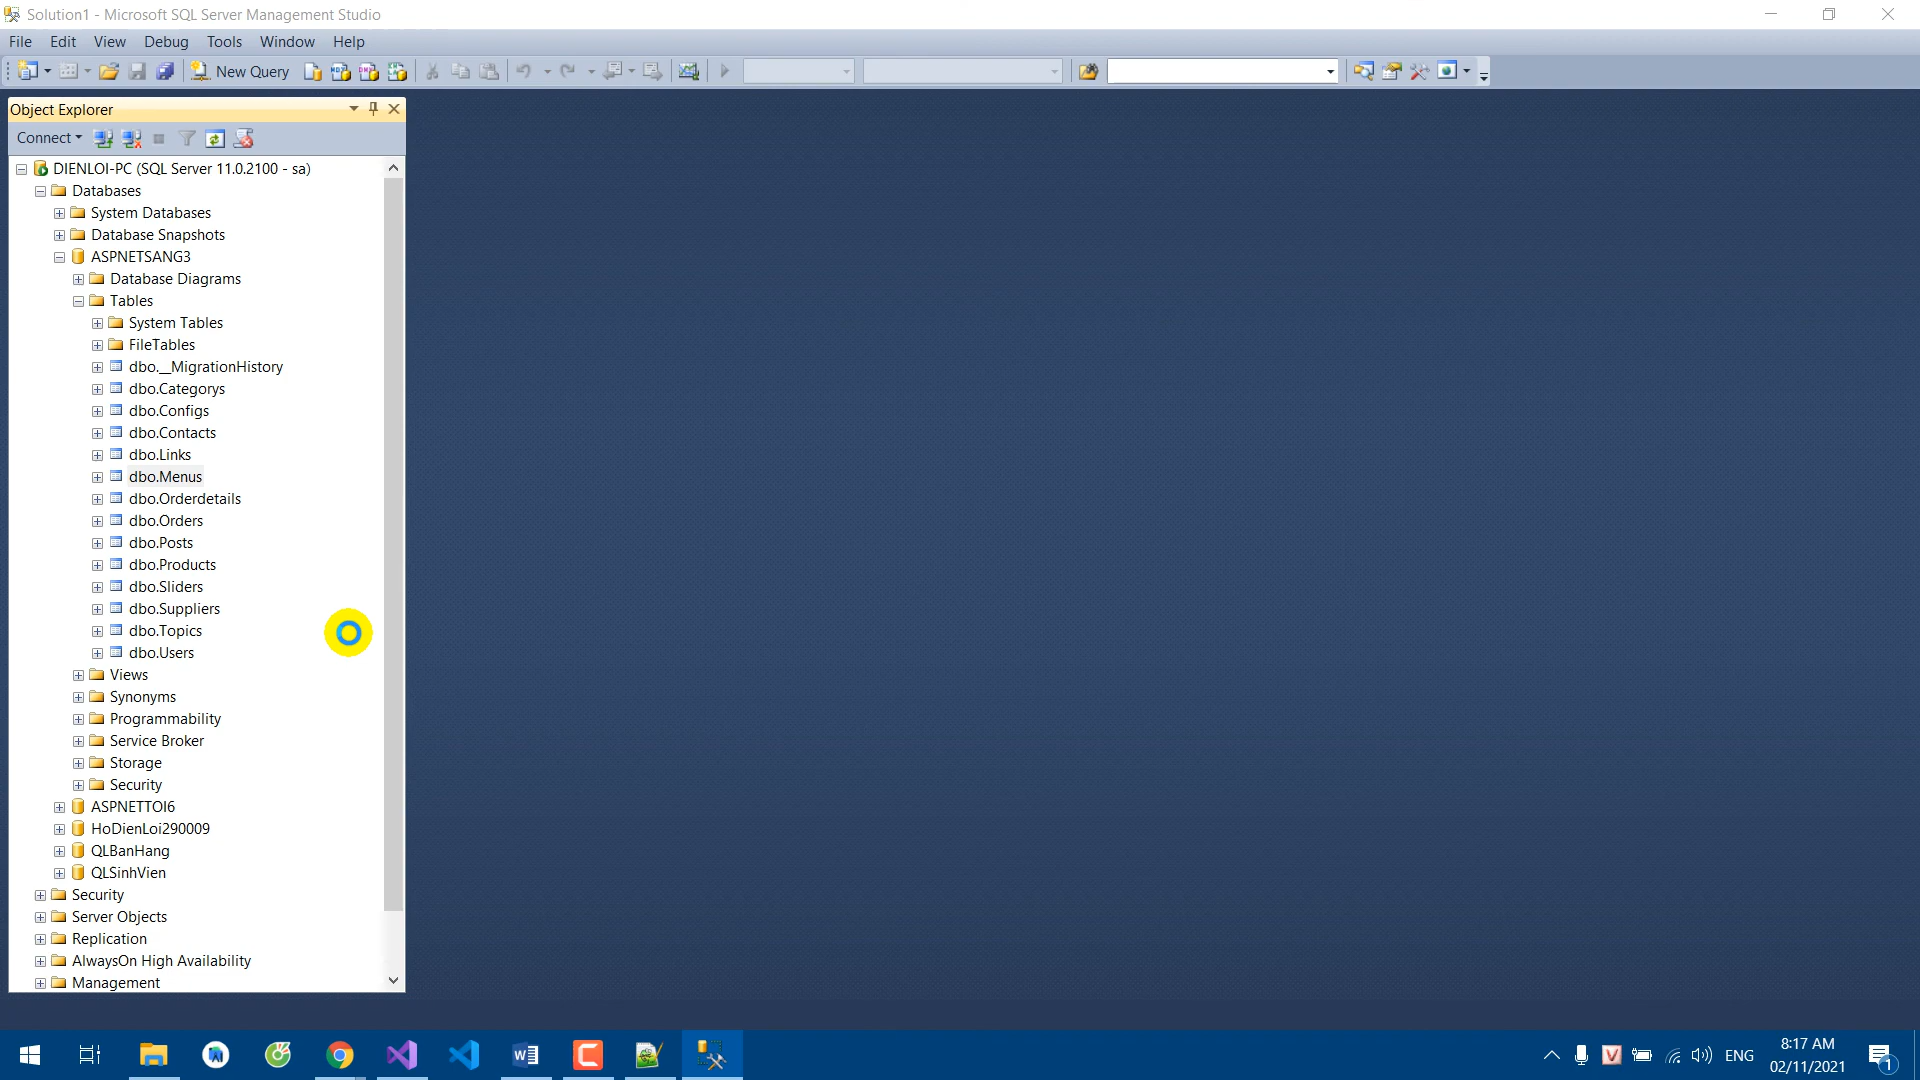 Solution1 - Microsoft SQL Server Management Studio
File Edit View Debug Tools Window Help
New Query
Object Explorer
Connect
DIENLOI-PC (SQL Server 11.0.2100 - sa)
Databases
System Databases
Database Snapshots
ASPNETSANG3
Database Diagrams
Tables
System Tables
FileTables
dbo.__MigrationHistory
dbo.Categorys
dbo.Configs
dbo.Contacts
dbo.Links
dbo.Menus
dbo.Orderdetails
dbo.Orders
dbo.Posts
dbo.Products
dbo.Sliders
dbo.Suppliers
dbo.Topics
dbo.Users
Views
Synonyms
Programmability
Service Broker
Storage
Security
ASPNETTOI6
HoDienLoi290009
QLBanHang
QLSinhVien
Security
Server Objects
Replication
AlwaysOn High Availability
Management
ENG
8:17 AM
02/11/2021
1